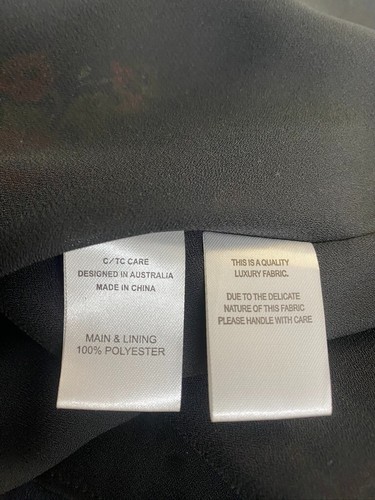 C/TC CARE
DESIGNED IN AUSTRALIA
MADE IN CHINA
MAIN & LINING
100% POLYESTER
THIS IS A QUALITY
LUXURY FABRIC.
DUE TO THE DELICATE
NATURE OF THIS FABRIC
PLEASE HANDLE WITH CARE